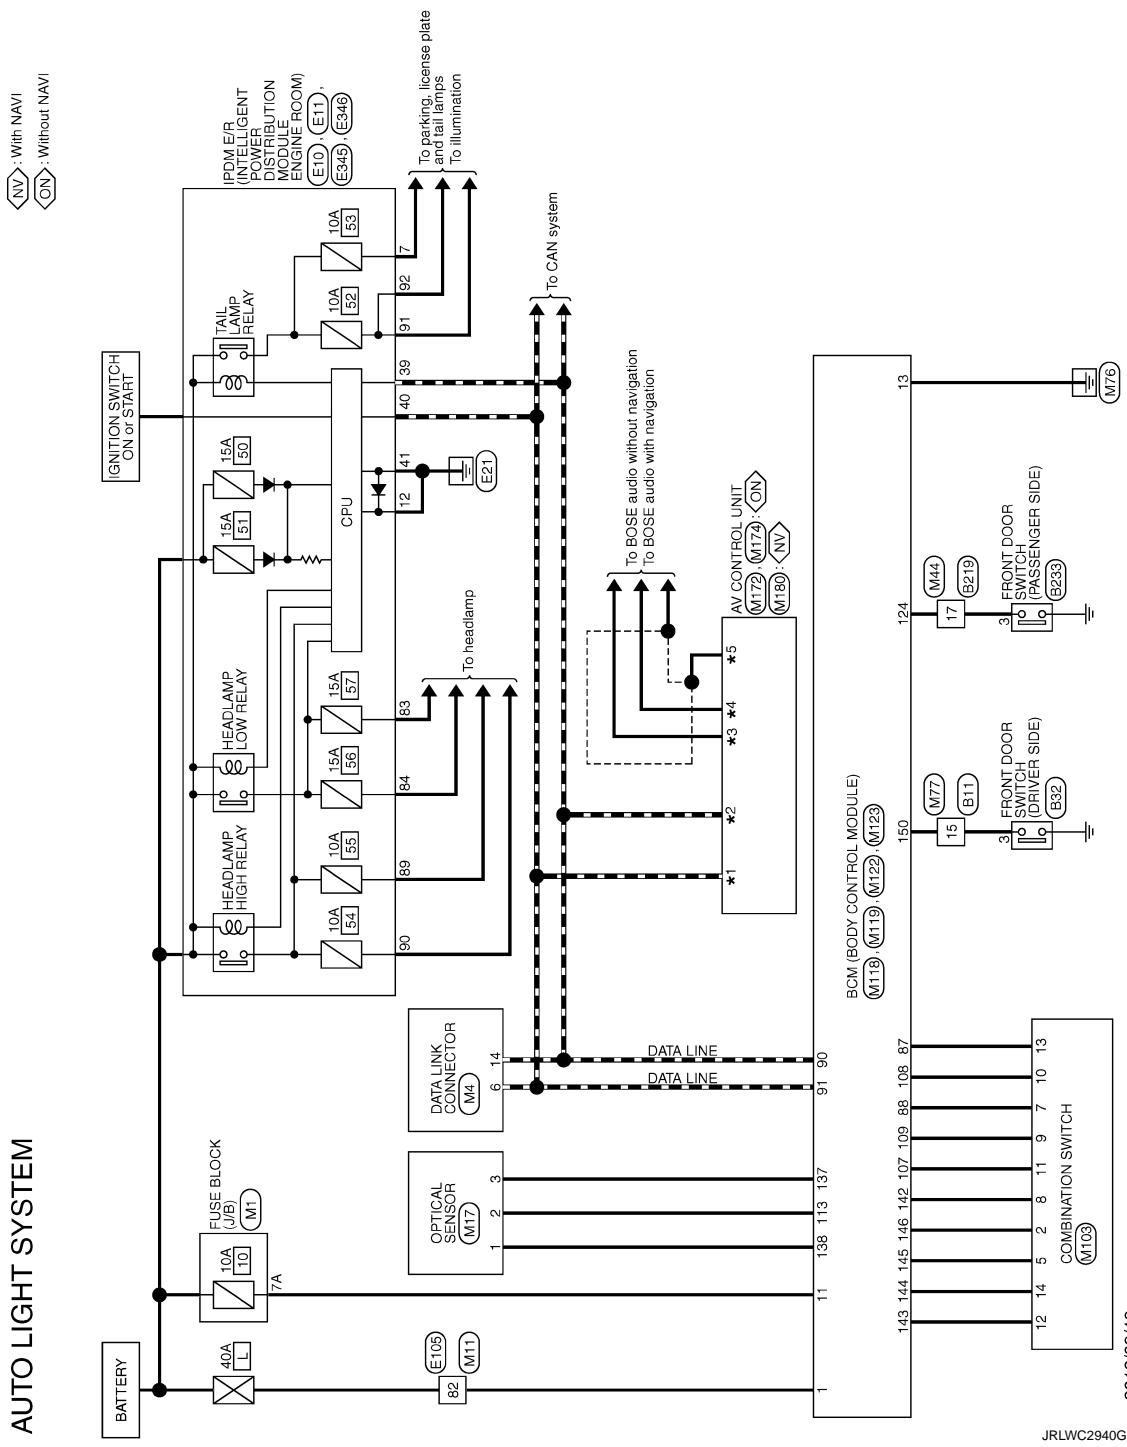 AUTO LIGHT SYSTEM
NV : With NAVI
ON : Without NAVI
BATTERY
IGNITION SWITCH
ON or START
40A
L
E105
82
M11
FUSE BLOCK
(J/B)
M1
10A
10
7A
IPDM E/R
(INTELLIGENT
POWER
DISTRIBUTION
MODULE
ENGINE ROOM)
E10 , E11 ,
E345 , E346
HEADLAMP
HIGH RELAY
HEADLAMP
LOW RELAY
TAIL
LAMP
RELAY
10A
54
10A
55
15A
56
15A
57
15A
51
15A
50
10A
52
10A
53
CPU
90
89
84
83
12
41
40
39
91
92
7
To headlamp
E21
To parking, license plate
and tail lamps
To illumination
To CAN system
OPTICAL
SENSOR
M17
1
2
3
DATA LINK
CONNECTOR
M4
6
14
DATA LINE
DATA LINE
To BOSE audio without navigation
To BOSE audio with navigation
AV CONTROL UNIT
M172 , M174 : ON
M180 : NV
*1
*2
*3
*4
*5
1
11
138
113
137
91
90
BCM (BODY CONTROL MODULE)
M118 , M119 , M122 , M123
143
144
145
146
142
107
109
88
108
87
150
124
13
12
14
5
2
8
11
9
7
10
13
COMBINATION SWITCH
M103
M77
15
B11
3
FRONT DOOR
SWITCH
(DRIVER SIDE)
B32
M44
17
B219
3
FRONT DOOR
SWITCH
(PASSENGER SIDE)
B233
M76
JRLWC2940G